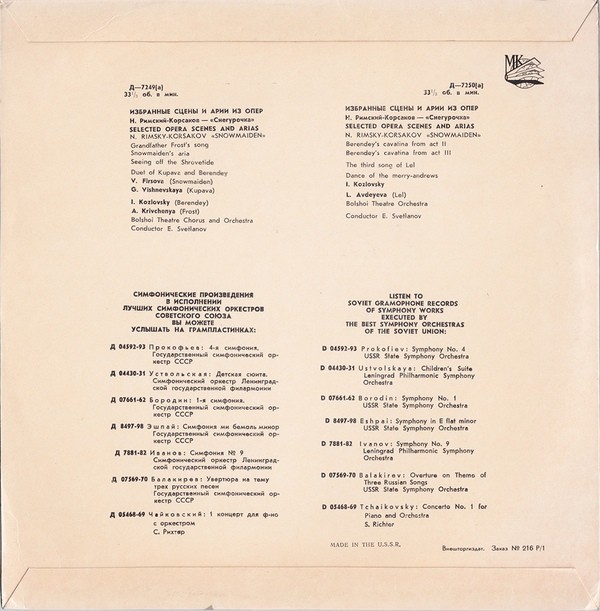 МК
Д—7249(а)
33⅓ об. в мин.
ИЗБРАННЫЕ СЦЕНЫ И АРИИ ИЗ ОПЕР
Н. Римский-Корсаков — «Снегурочка»
SELECTED OPERA SCENES AND ARIAS
N. RIMSKY-KORSAKOV «SNOWMAIDEN»
Grandfather Frost's song
Snowmaiden's aria
Seeing off the Shrovetide
Duet of Kupava and Berendey
V. Firsova (Snowmaiden)
G. Vishnevskaya (Kupava)
I. Kozlovsky (Berendey)
A. Krivchenya (Frost)
Bolshoi Theatre Chorus and Orchestra
Conductor E. Svetlanov
Д—7250(а)
33⅓ об. в мин.
ИЗБРАННЫЕ СЦЕНЫ И АРИИ ИЗ ОПЕР
Н. Римский-Корсаков — «Снегурочка»
SELECTED OPERA SCENES AND ARIAS
N. RIMSKY-KORSAKOV «SNOWMAIDEN»
Berendey's cavatina from act II
Berendey's cavatina from act III
The third song of Lel
Dance of the merry-andrews
I. Kozlovsky
L. Avdeyeva (Lel)
Bolshoi Theatre Orchestra
Conductor E. Svetlanov
СИМФОНИЧЕСКИЕ ПРОИЗВЕДЕНИЯ
В ИСПОЛНЕНИИ
ЛУЧШИХ СИМФОНИЧЕСКИХ ОРКЕСТРОВ
СОВЕТСКОГО СОЮЗА
ВЫ МОЖЕТЕ
УСЛЫШАТЬ НА ГРАМПЛАСТИНКАХ:
Д 04592-93 Прокофьев: 4-я симфония.
Государственный симфонический ор-
кестр СССР
Д 04430-31 Уствольская: Детская сюита.
Симфонический оркестр Ленинград-
ской государственной филармонии
Д 07661-62 Бородин: 1-я симфония.
Государственный симфонический ор-
кестр СССР
Д 8497-98 Эшпай: Симфония ми бемоль минор
Государственный симфонический ор-
кестр СССР
Д 7881-82 Иванов: Симфония № 9
Симфонический оркестр Ленинград-
ской государственной филармонии
Д 07569-70 Балакирев: Увертюра на тему
трех русских песен
Государственный симфонический ор-
кестр СССР
Д 05468-69 Чайковский: 1 концерт для ф-но
с оркестром
С. Рихтер
LISTEN TO
SOVIET GRAMOPHONE RECORDS
OF SYMPHONY WORKS
EXECUTED BY
THE BEST SYMPHONY ORCHESTRAS
OF THE SOVIET UNION:
D 04592-93 Prokofiev: Symphony No. 4
USSR State Symphony Orchestra
D 04430-31 Ustvolskaya: Children's Suite
Leningrad Philharmonic Symphony
Orchestra
D 07661-62 Borodin: Symphony No. 1
USSR State Symphony Orchestra
D 8497-98 Eshpai: Symphony in E flat minor
USSR State Symphony Orchestra
D 7881-82 Ivanov: Symphony No. 9
Leningrad Philharmonic Symphony
Orchestra
D 07569-70 Balakirev: Overture on Theme of
Three Russian Songs
USSR State Symphony Orchestra
D 05468-69 Tchaikovsky: Concerto No. 1 for
Piano and Orchestra
S. Richter
MADE IN THE U.S.S.R.
Внешторгиздат. Заказ № 216 Р/1